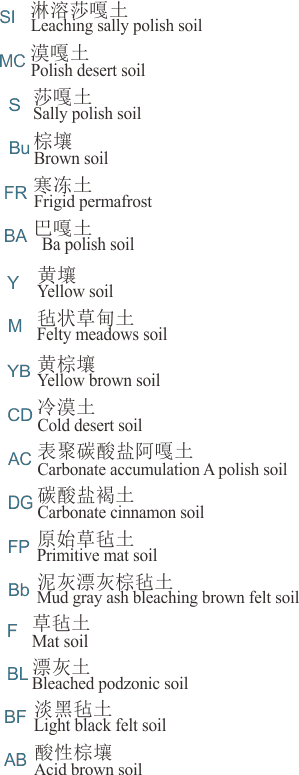 SI 淋溶莎嘎土
Leaching sally polish soil
MC 漠嘎土
Polish desert soil
S 莎嘎土
Sally polish soil
Bu 棕壤
Brown soil
FR 寒冻土
Frigid permafrost
BA 巴嘎土
Ba polish soil
Y 黄壤
Yellow soil
M 毡状草甸土
Felty meadows soil
YB 黄棕壤
Yellow brown soil
CD 冷漠土
Cold desert soil
AC 表聚碳酸盐阿嘎土
Carbonate accumulation A polish soil
DG 碳酸盐褐土
Carbonate cinnamon soil
FP 原始草毡土
Primitive mat soil
Bb 泥灰漂灰棕毡土
Mud gray ash bleaching brown felt soil
F 草毡土
Mat soil
BL 漂灰土
Bleached podzonic soil
BF 淡黑毡土
Light black felt soil
AB 酸性棕壤
Acid brown soil